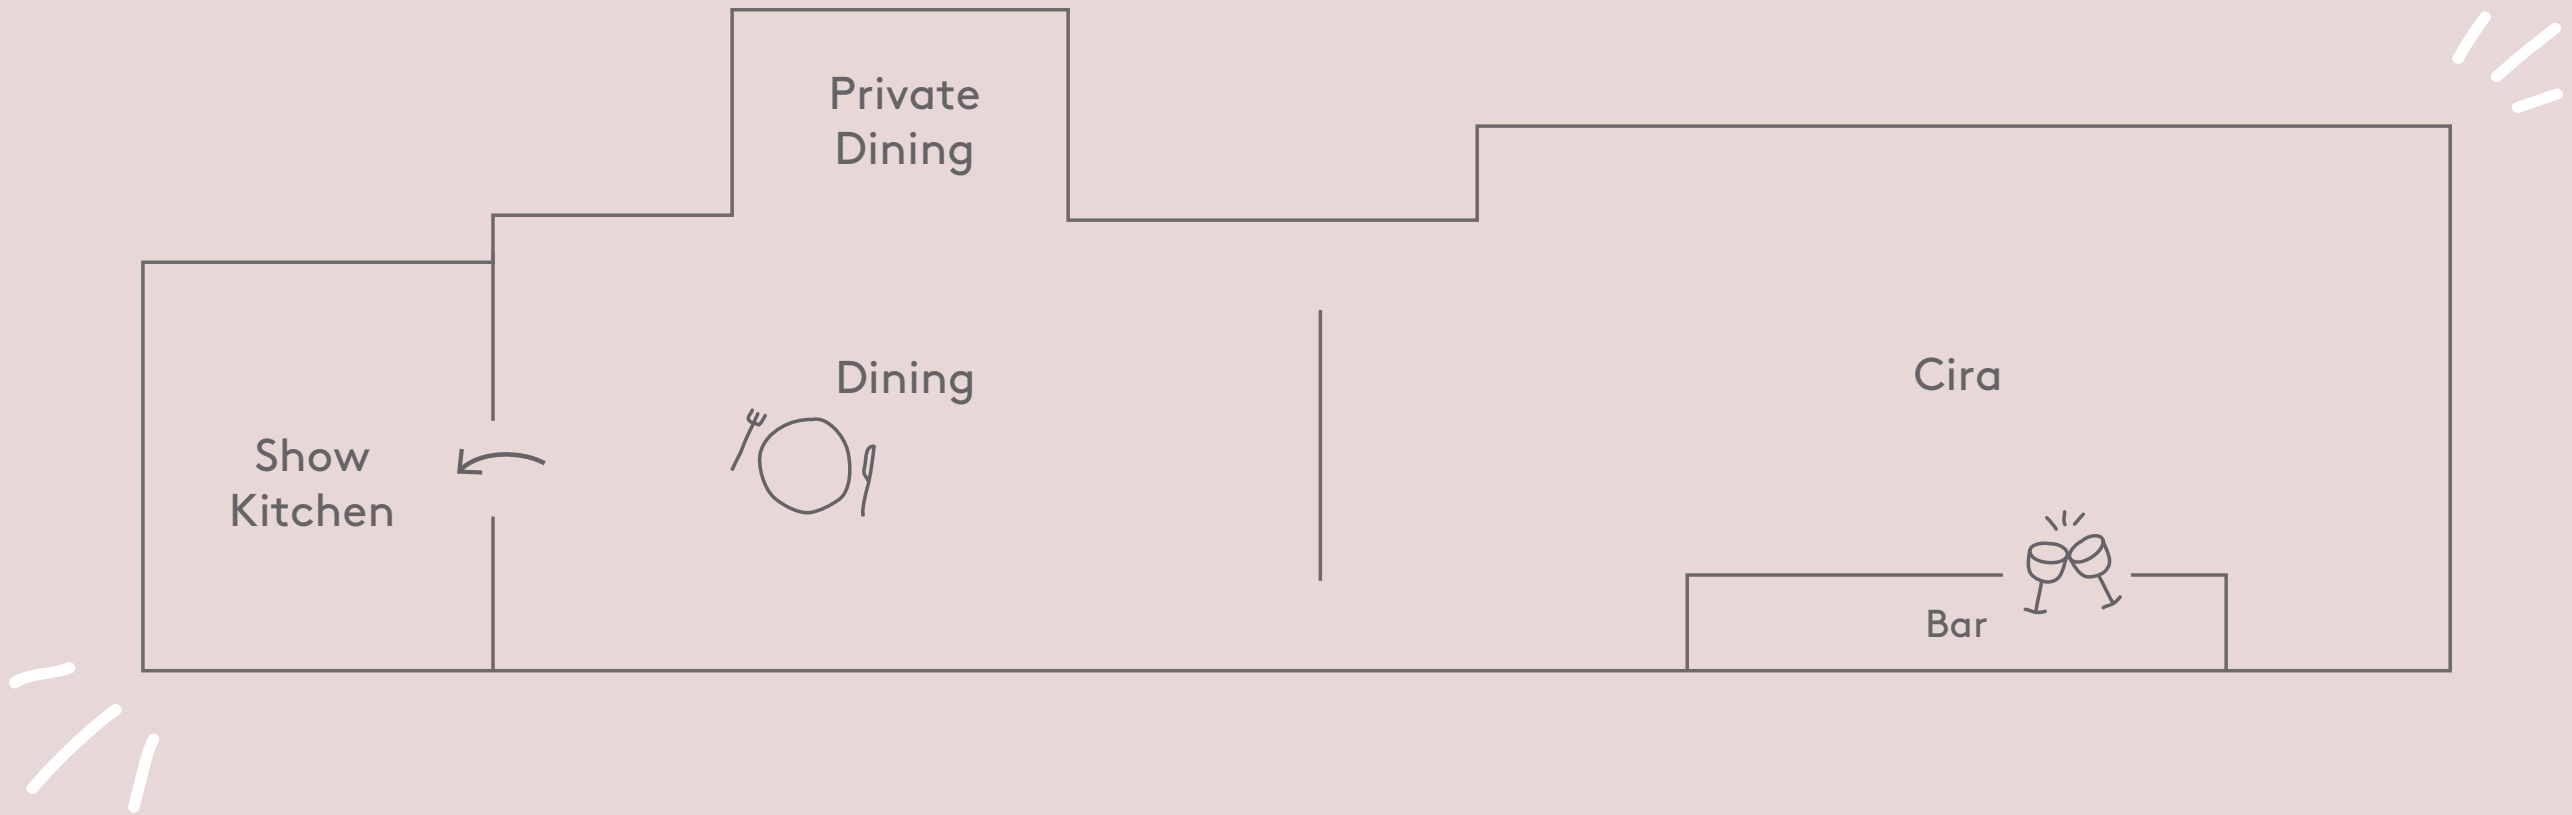 Private
Dining
Dining
Cira
Show
Kitchen
Bar